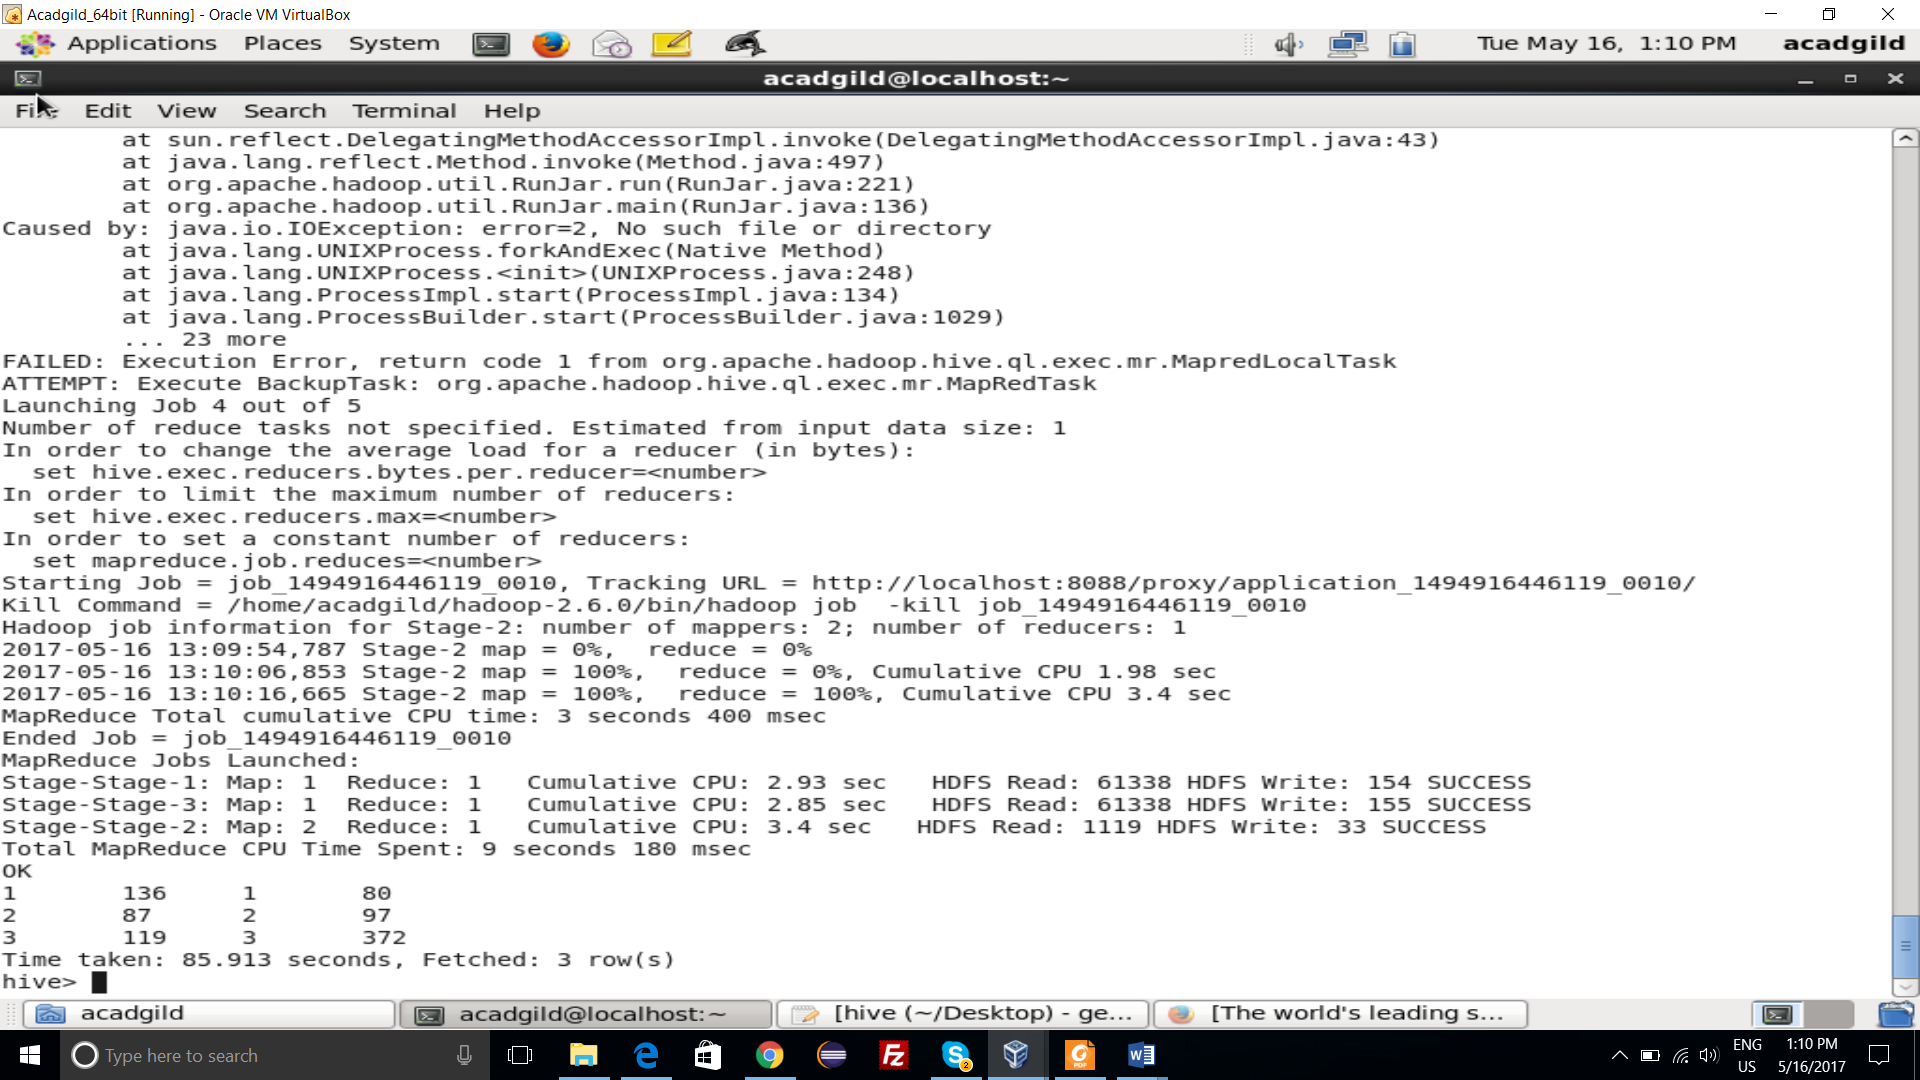 Acadgild_64bit [Running] - Oracle VM VirtualBox
Applications Places System Tue May 16, 1:10 PM acadgild
acadgild@localhost:~
File Edit View Search Terminal Help
at sun.reflect.DelegatingMethodAccessorImpl.invoke(DelegatingMethodAccessorImpl.java:43)
at java.lang.reflect.Method.invoke(Method.java:497)
at org.apache.hadoop.util.RunJar.run(RunJar.java:221)
at org.apache.hadoop.util.RunJar.main(RunJar.java:136)
Caused by: java.io.IOException: error=2, No such file or directory
at java.lang.UNIXProcess.forkAndExec(Native Method)
at java.lang.UNIXProcess.<init>(UNIXProcess.java:248)
at java.lang.ProcessImpl.start(ProcessImpl.java:134)
at java.lang.ProcessBuilder.start(ProcessBuilder.java:1029)
... 23 more
FAILED: Execution Error, return code 1 from org.apache.hadoop.hive.ql.exec.mr.MapredLocalTask
ATTEMPT: Execute BackupTask: org.apache.hadoop.hive.ql.exec.mr.MapRedTask
Launching Job 4 out of 5
Number of reduce tasks not specified. Estimated from input data size: 1
In order to change the average load for a reducer (in bytes):
set hive.exec.reducers.bytes.per.reducer=<number>
In order to limit the maximum number of reducers:
set hive.exec.reducers.max=<number>
In order to set a constant number of reducers:
set mapreduce.job.reduces=<number>
Starting Job = job_1494916446119_0010, Tracking URL = http://localhost:8088/proxy/application_1494916446119_0010/
Kill Command = /home/acadgild/hadoop-2.6.0/bin/hadoop job  -kill job_1494916446119_0010
Hadoop job information for Stage-2: number of mappers: 2; number of reducers: 1
2017-05-16 13:09:54,787 Stage-2 map = 0%,  reduce = 0%
2017-05-16 13:10:06,853 Stage-2 map = 100%,  reduce = 0%, Cumulative CPU 1.98 sec
2017-05-16 13:10:16,665 Stage-2 map = 100%,  reduce = 100%, Cumulative CPU 3.4 sec
MapReduce Total cumulative CPU time: 3 seconds 400 msec
Ended Job = job_1494916446119_0010
MapReduce Jobs Launched:
Stage-Stage-1: Map: 1  Reduce: 1   Cumulative CPU: 2.93 sec   HDFS Read: 61338 HDFS Write: 154 SUCCESS
Stage-Stage-3: Map: 1  Reduce: 1   Cumulative CPU: 2.85 sec   HDFS Read: 61338 HDFS Write: 155 SUCCESS
Stage-Stage-2: Map: 2  Reduce: 1   Cumulative CPU: 3.4 sec   HDFS Read: 1119 HDFS Write: 33 SUCCESS
Total MapReduce CPU Time Spent: 9 seconds 180 msec
OK
1 136 1 80
2 87 2 97
3 119 3 372
Time taken: 85.913 seconds, Fetched: 3 row(s)
hive>
acadgild acadgild@localhost:~ [hive (~/Desktop) - ge... [The world's leading s...
Type here to search ENG 1:10 PM
US 5/16/2017